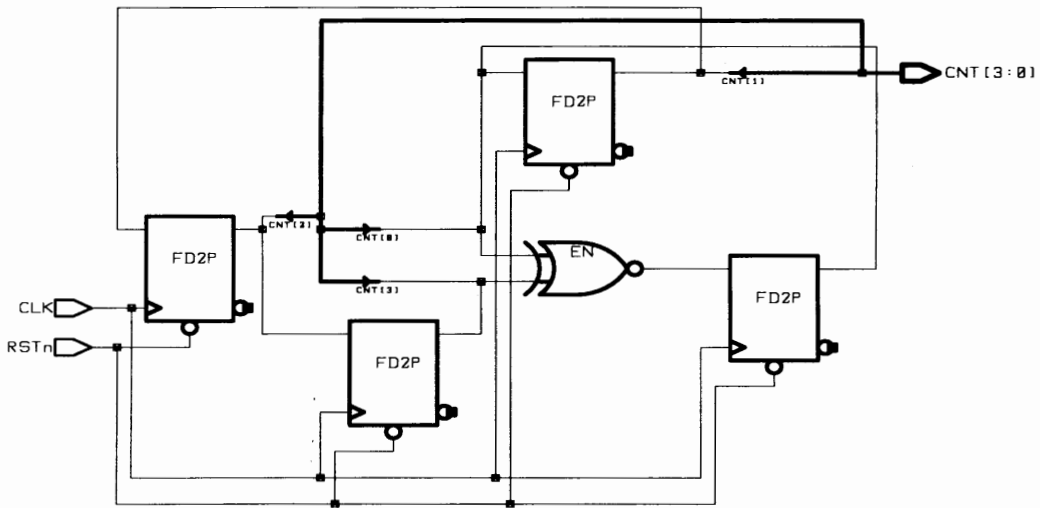 CNT[3:0]
CNT[1]
FD2P
CNT[2]
CNT[0]
FD2P
EN
CNT[3]
FD2P
CLK
RSTn
FD2P